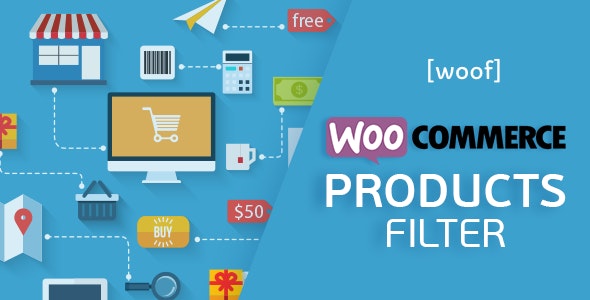 free
[woof]
WOO COMMERCE
PRODUCTS
$50
BUY
FILTER